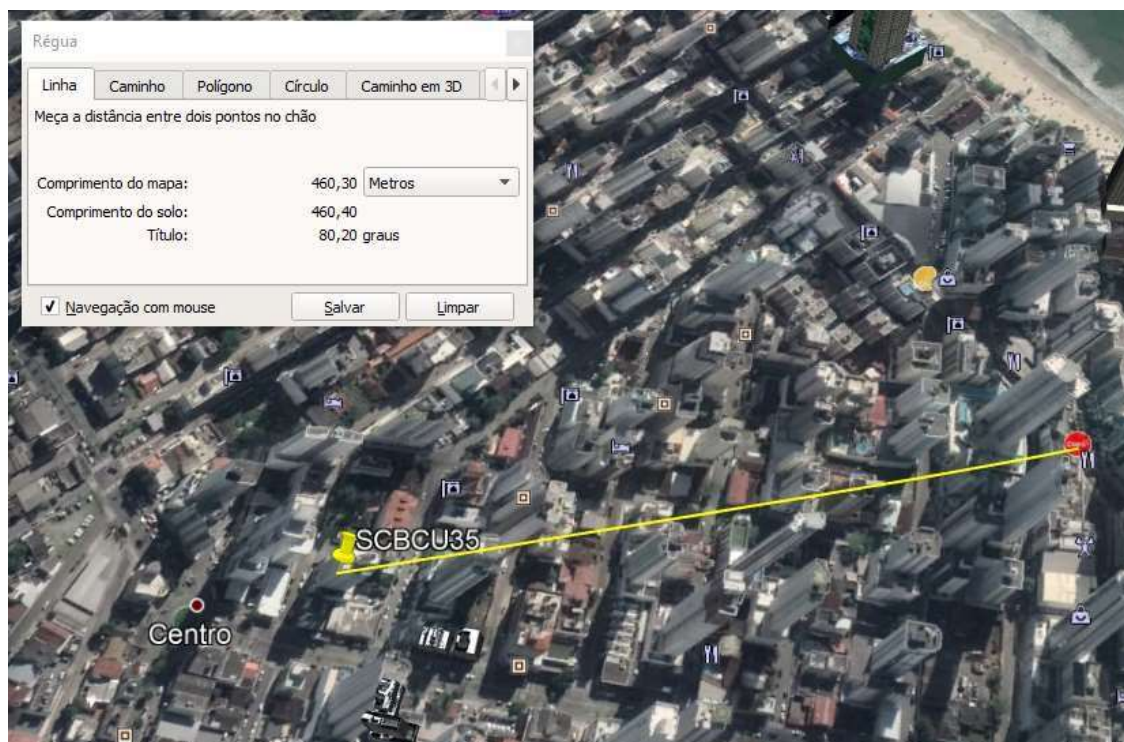 Régua
Linha Caminho Polígono Círculo Caminho em 3D
Meça a distância entre dois pontos no chão
Comprimento do mapa: 460,30 Metros
Comprimento do solo: 460,40
Título: 80,20 graus
Navegação com mouse Salvar Limpar
Claro
SCBCU35
Centro